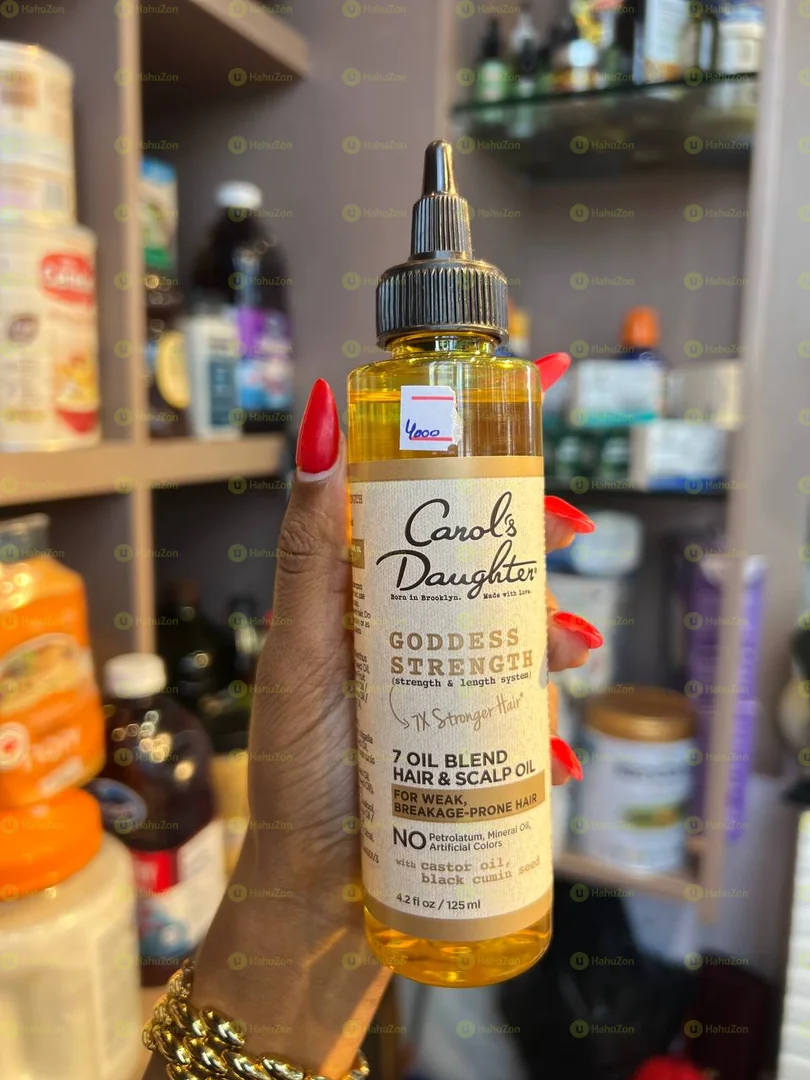 HahuZon
4000
Carol's
Daughter
Born in Brooklyn. Made with Love.
GODDESS
STRENGTH
(strength & length system)
7X Stronger Hair*
7 OIL BLEND
HAIR & SCALP OIL
FOR WEAK,
BREAKAGE-PRONE HAIR
NO Petrolatum, Mineral Oil,
Artificial Colors
with castor oil,
black cumin seed
4.2 fl oz / 125 ml